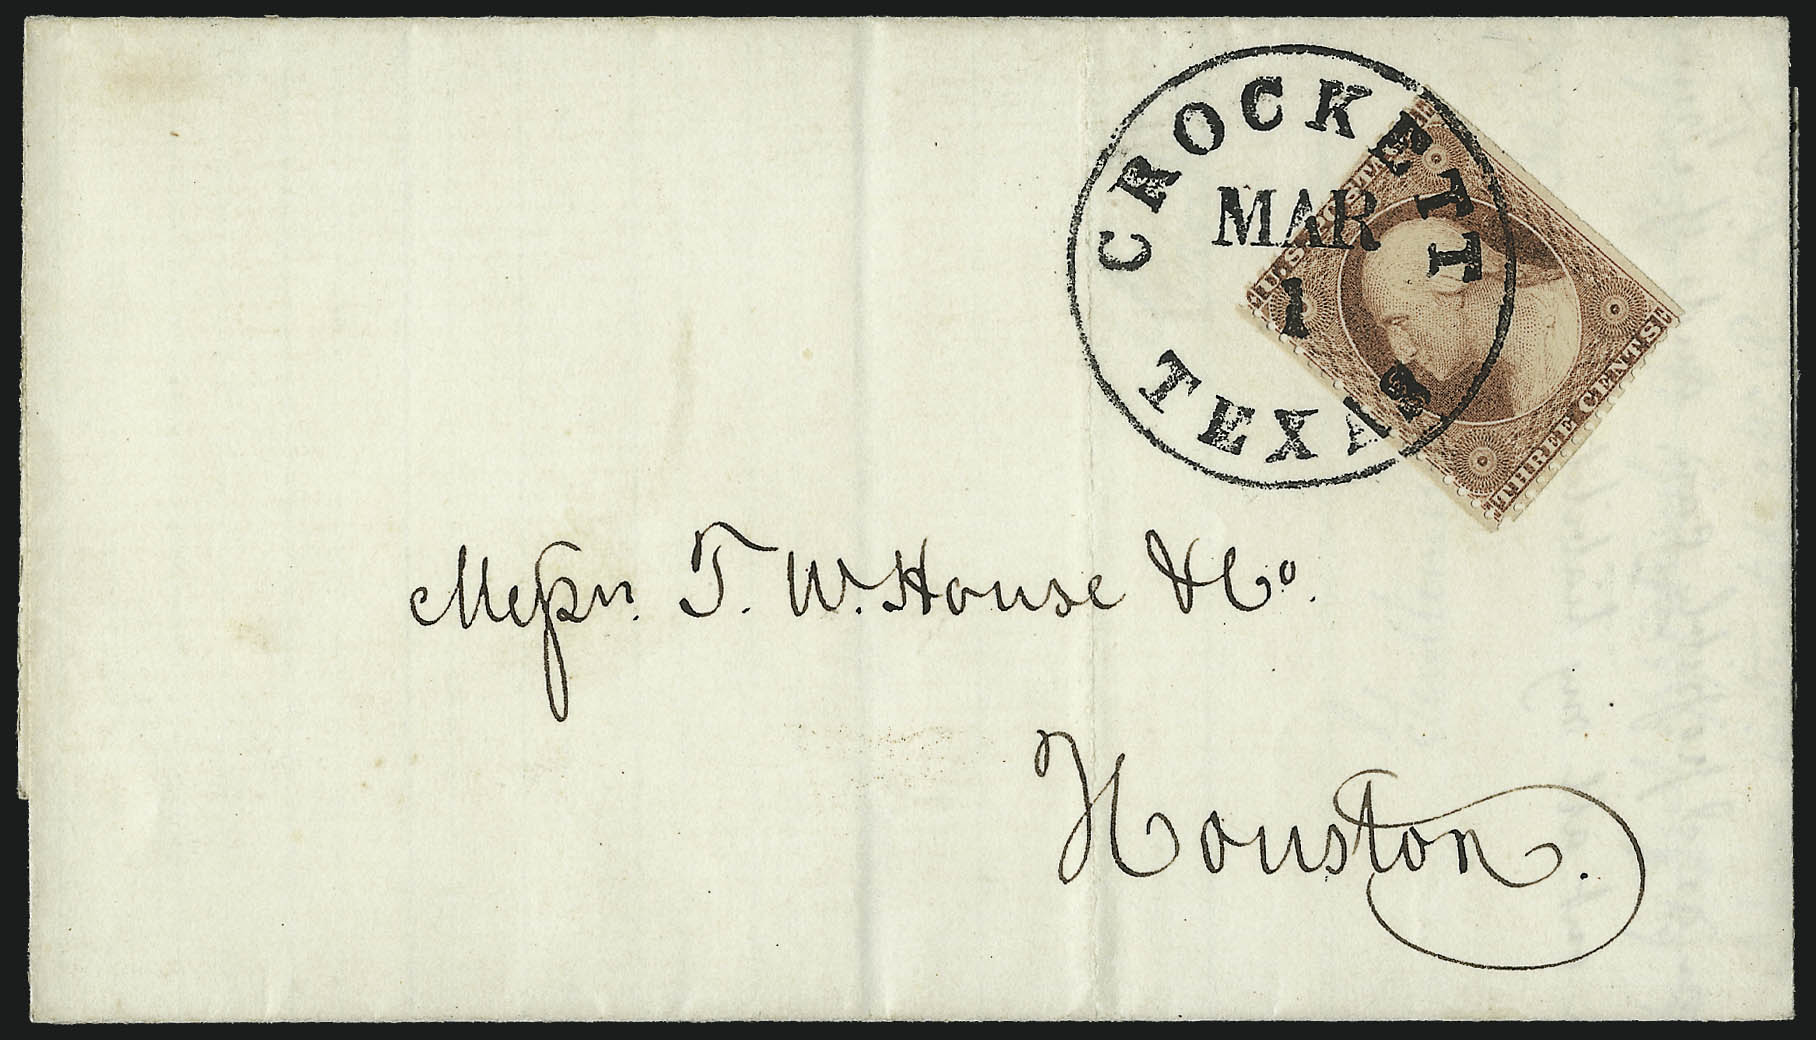 CROCKETT
MAR
1
TEXAS
U.S. POSTAGE
THREE CENTS
Messrs. T. W. House & Co.
Houston.